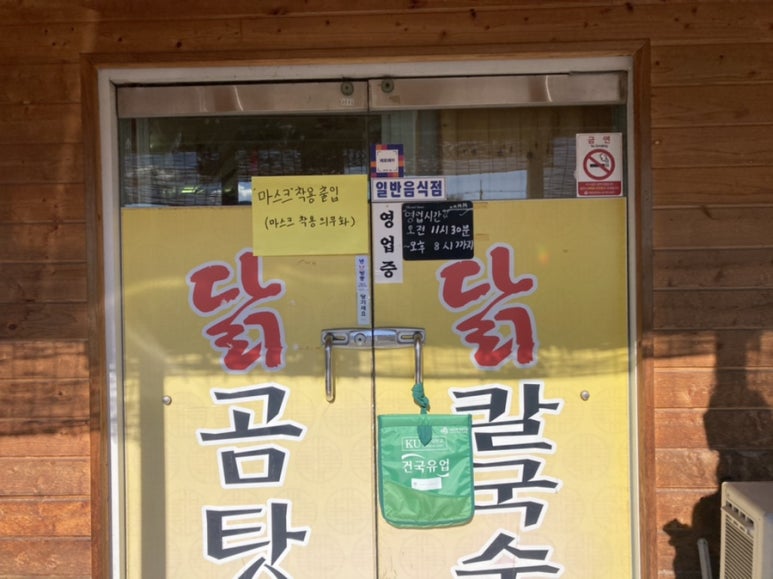 "마스크"착용 출입
(마스크 착용 의무화)
일반음식점
영업중
영업시간
오전 11시 30분
~오후 8시까지
금연
닭
곰탕
닭
칼국수
KU
건국유업